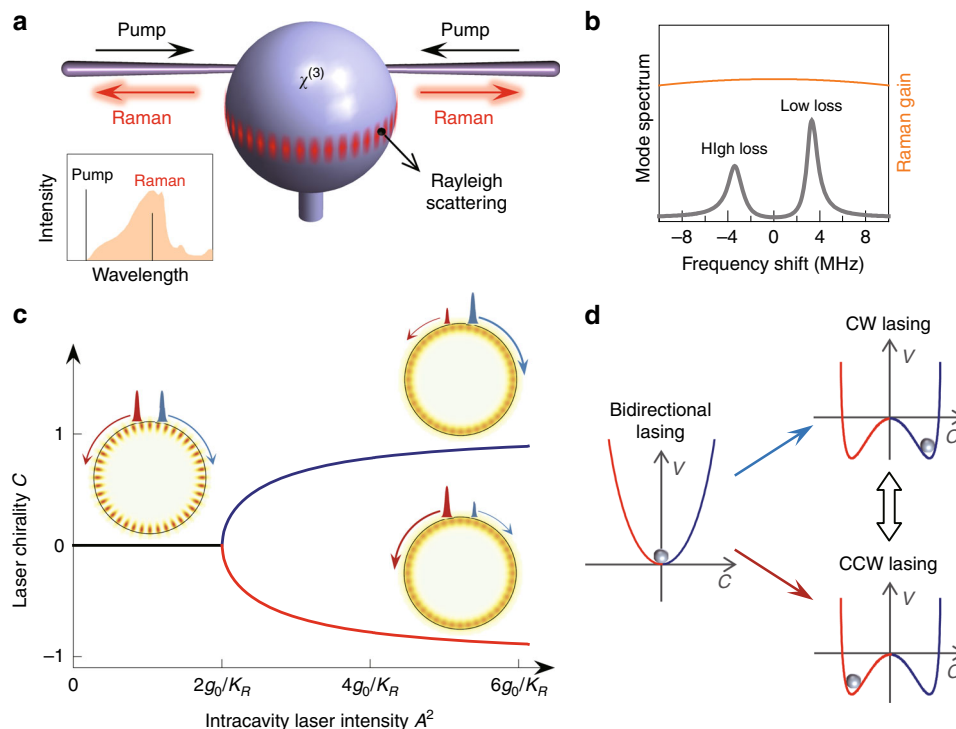 a
Pump
Pump
χ(3)
Raman
Raman
Rayleigh
scattering
Pump
Raman
Intensity
Wavelength
b
Mode spectrum
Raman gain
HIgh loss
Low loss
−8 −4 0 4 8
Frequency shift (MHz)
c
Laser chirality C
1
0
−1
0 2g0/KR 4g0/KR 6g0/KR
Intracavity laser intensity A2
d
CW lasing
V
C
Bidirectional
lasing
V
C
CCW lasing
V
C